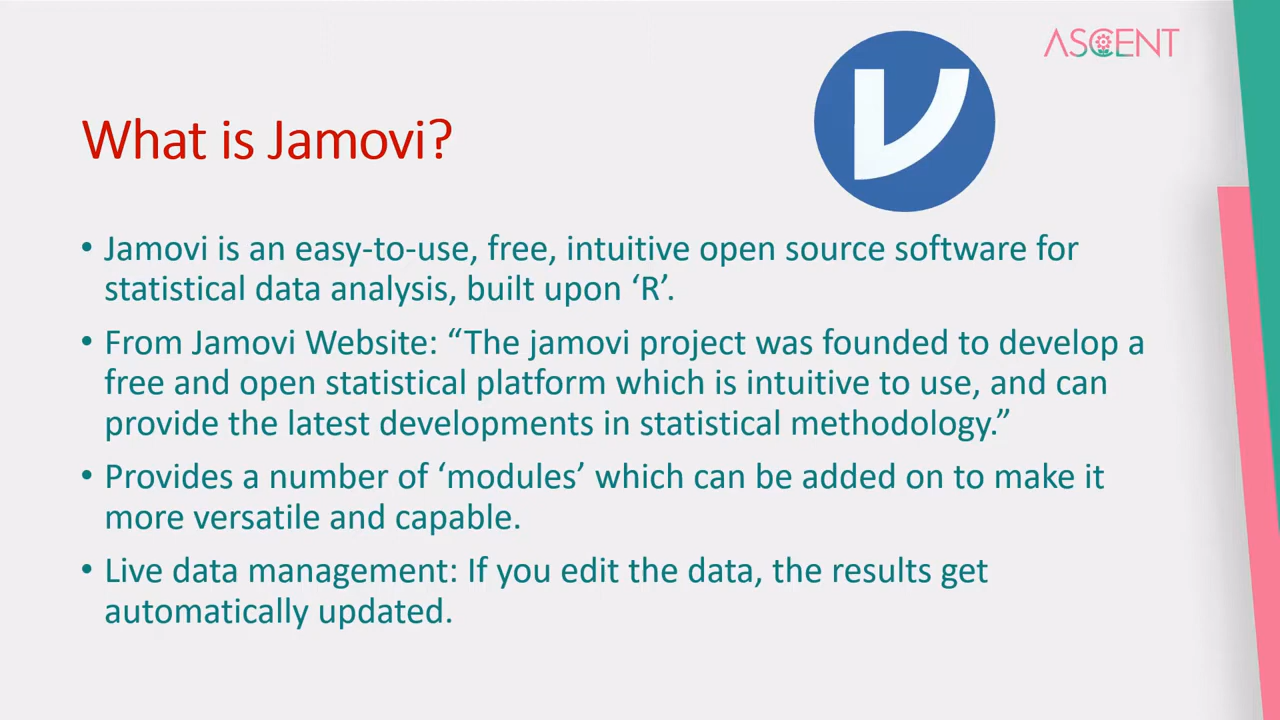 ASCENT
What is Jamovi?
• Jamovi is an easy-to-use, free, intuitive open source software for
statistical data analysis, built upon ‘R’.
• From Jamovi Website: “The jamovi project was founded to develop a
free and open statistical platform which is intuitive to use, and can
provide the latest developments in statistical methodology.”
• Provides a number of ‘modules’ which can be added on to make it
more versatile and capable.
• Live data management: If you edit the data, the results get
automatically updated.